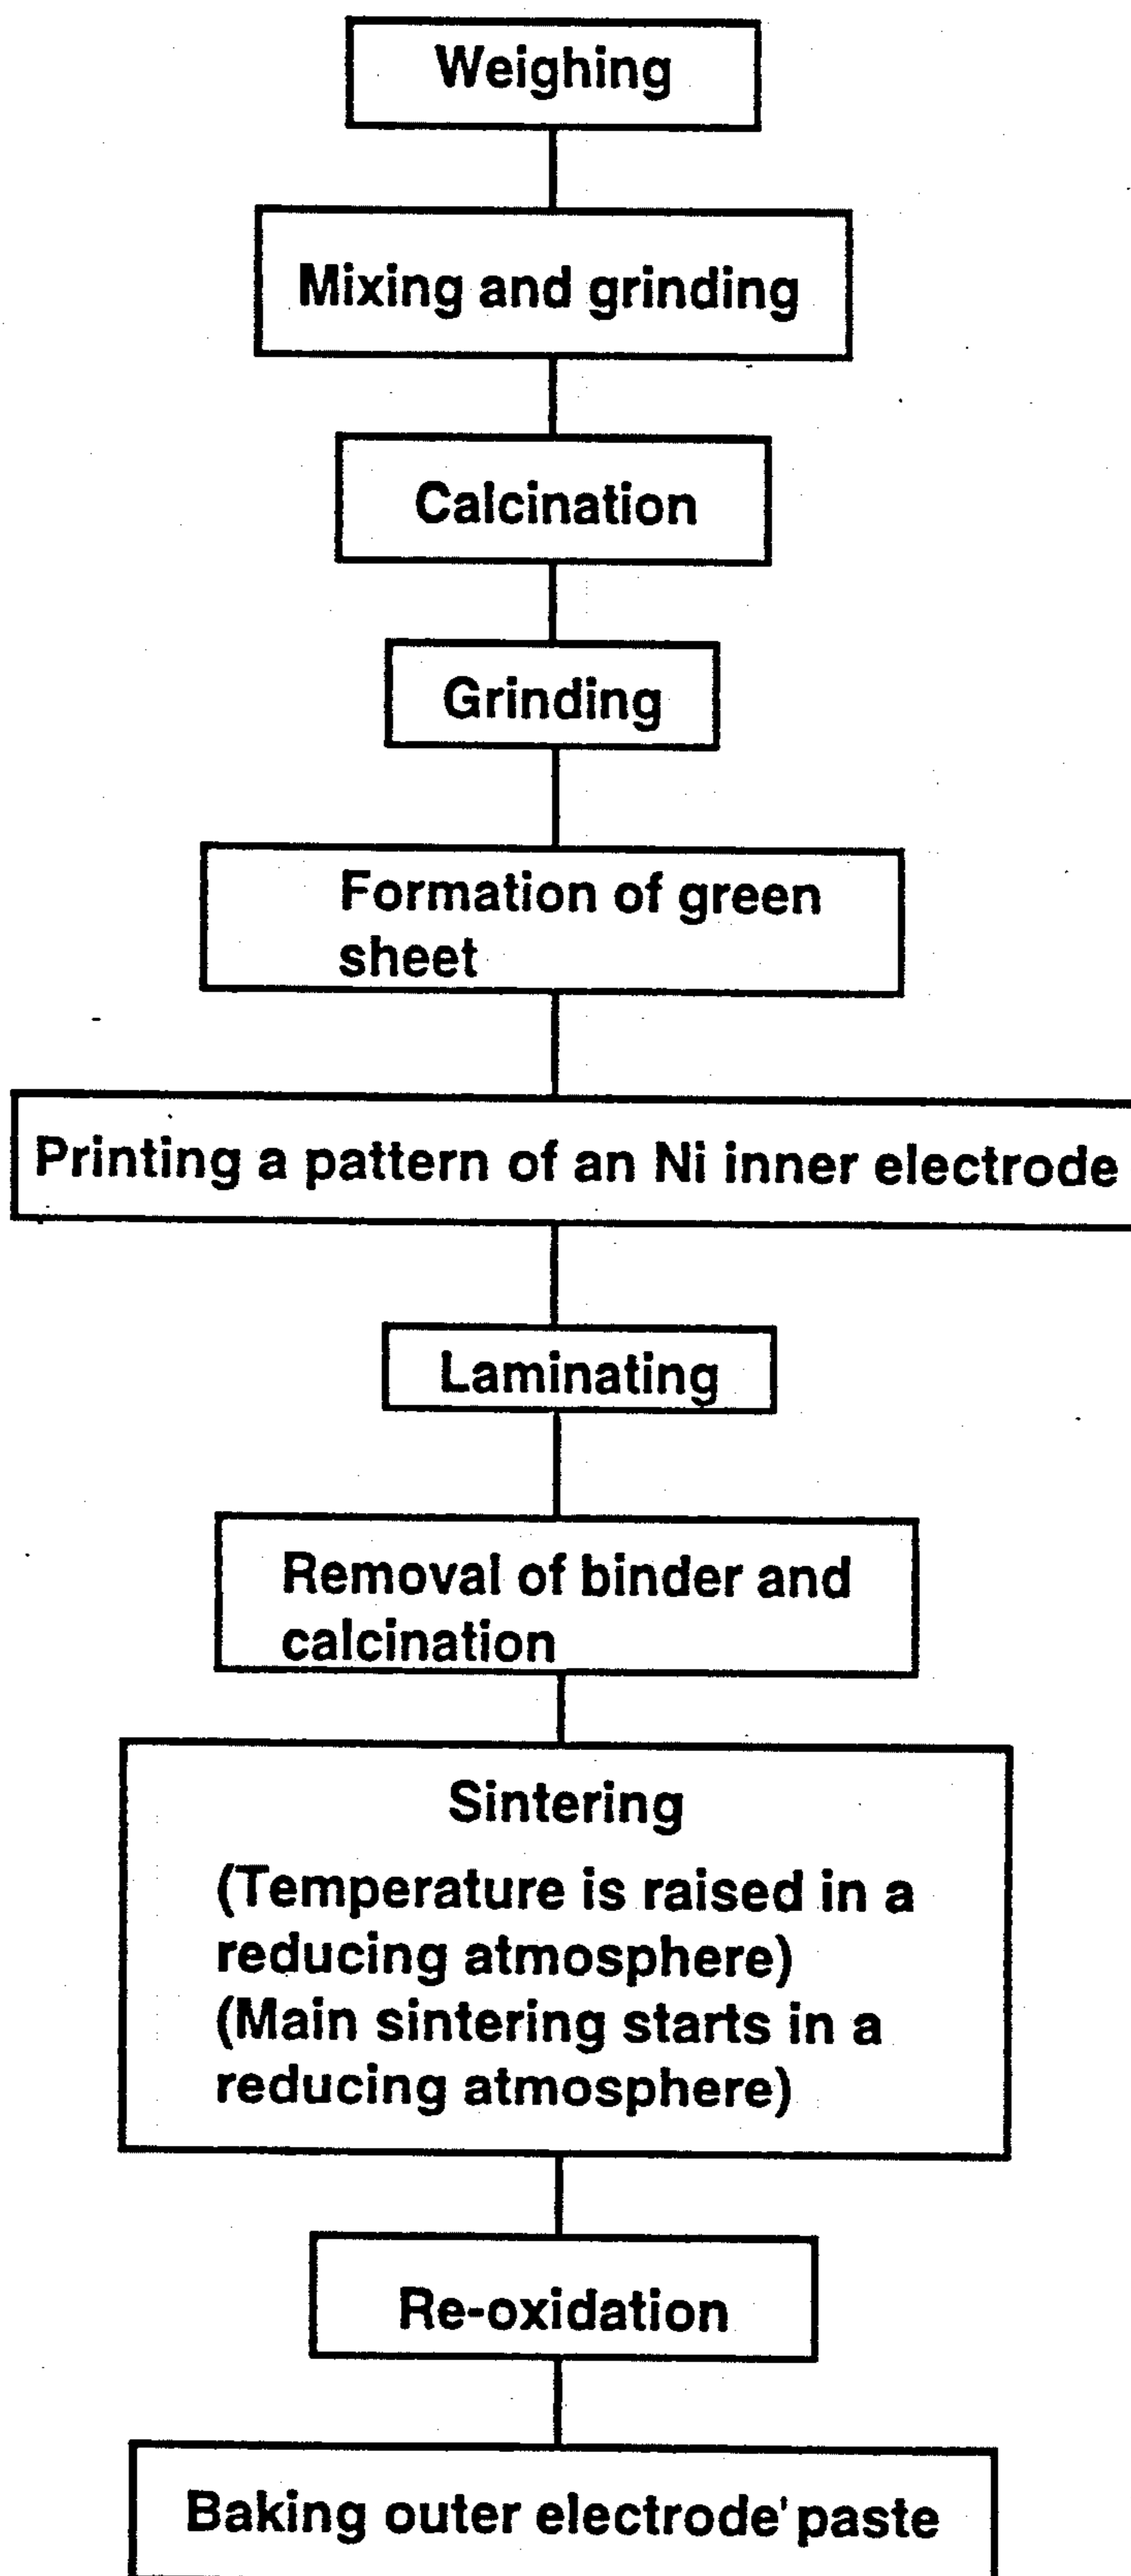 Weighing
Mixing and grinding
Calcination
Grinding
Formation of green
sheet
Printing a pattern of an Ni inner electrode
Laminating
Removal of binder and
calcination
Sintering
(Temperature is raised in a
reducing atmosphere)
(Main sintering starts in a
reducing atmosphere)
Re-oxidation
Baking outer electrode paste